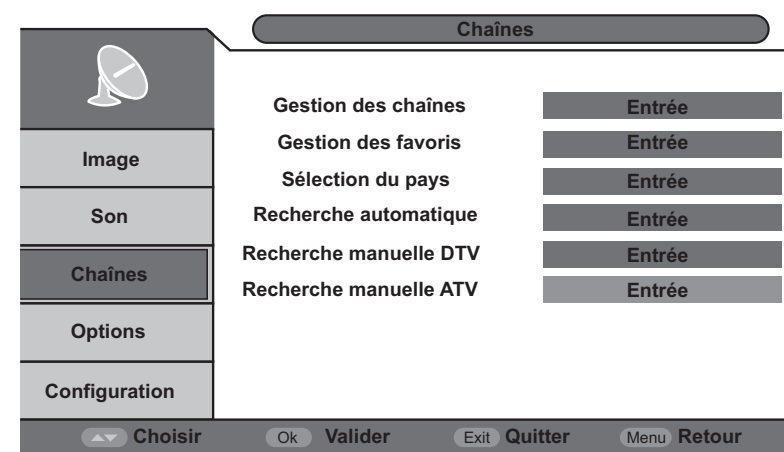 Chaînes
Gestion des chaînes Entrée
Gestion des favoris Entrée
Sélection du pays Entrée
Recherche automatique Entrée
Recherche manuelle DTV Entrée
Recherche manuelle ATV Entrée
Image
Son
Chaînes
Options
Configuration
Choisir Ok Valider Exit Quitter Menu Retour